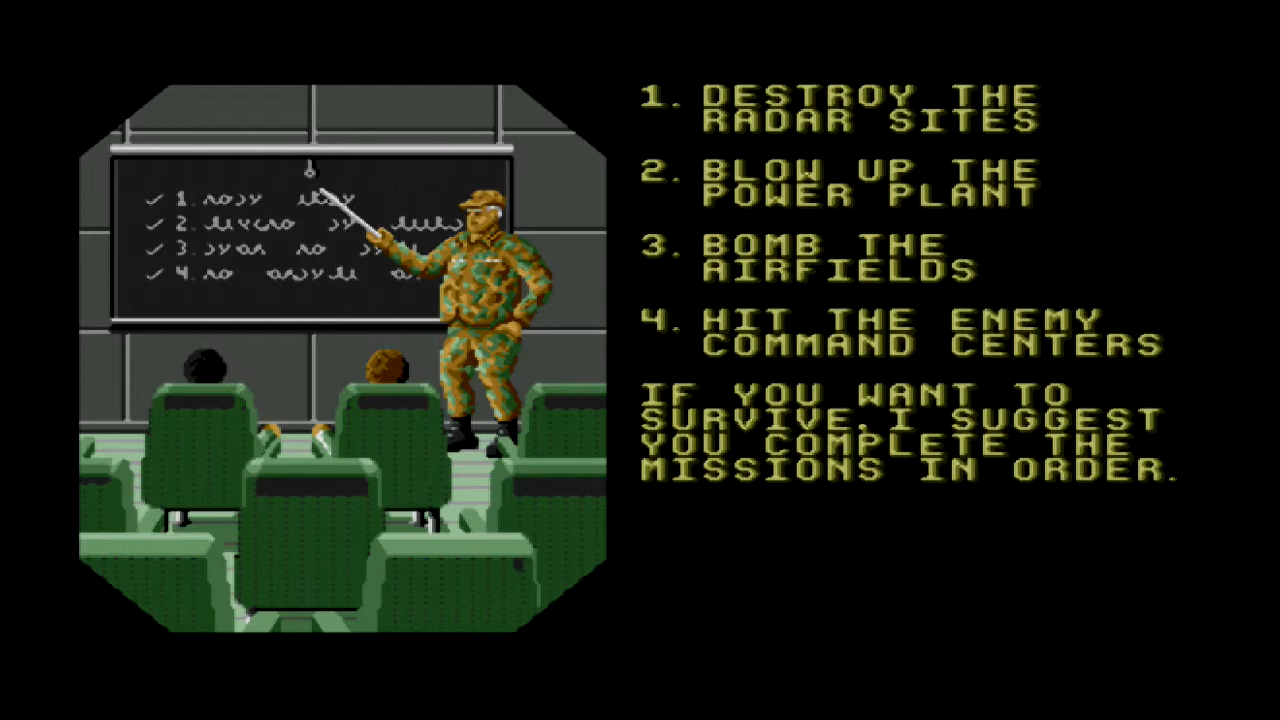 1. DESTROY THE
RADAR SITES
2. BLOW UP THE
POWER PLANT
3. BOMB THE
AIRFIELDS
4. HIT THE ENEMY
COMMAND CENTERS
IF YOU WANT TO
SURVIVE, I SUGGEST
YOU COMPLETE THE
MISSIONS IN ORDER.